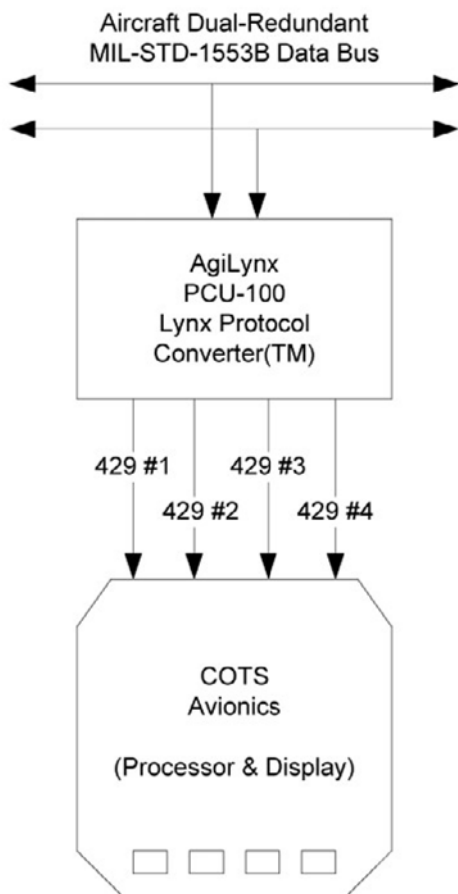 Aircraft Dual-Redundant
MIL-STD-1553B Data Bus
AgiLynx
PCU-100
Lynx Protocol
Converter(TM)
429 #1
429 #2
429 #3
429 #4
COTS
Avionics
(Processor & Display)